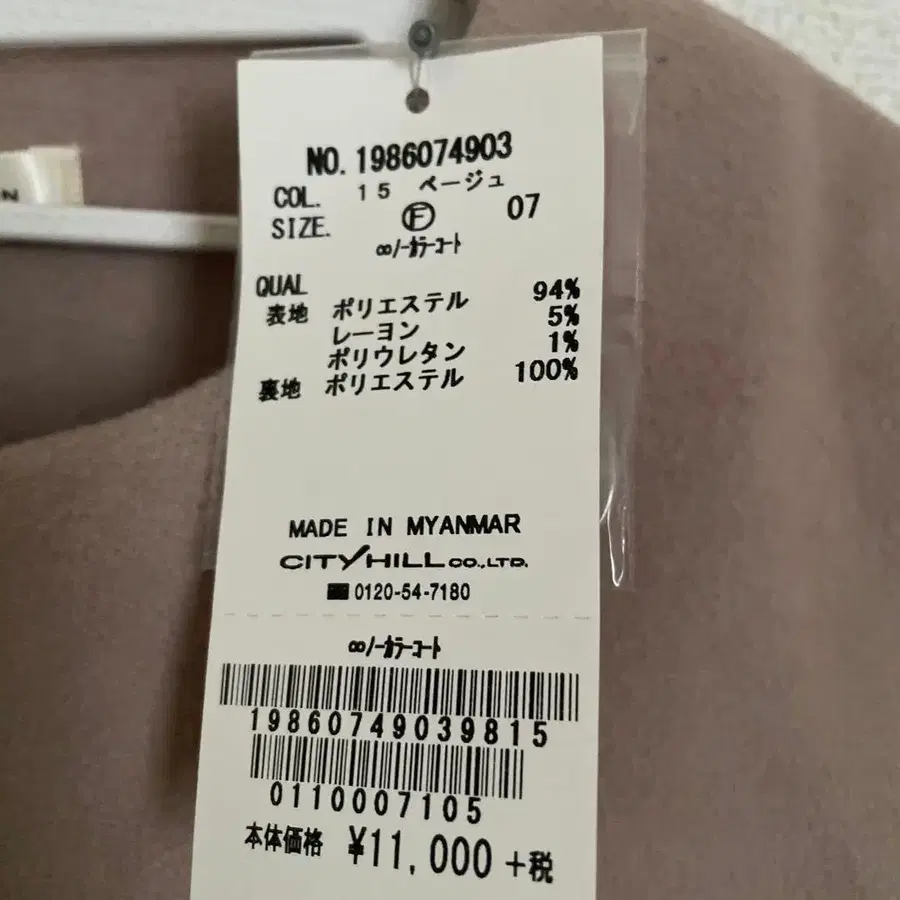 NO. 1986074903
COL. 15 ベージュ
SIZE. Ⓕ 07
∞ノーカラーコート
QUAL
表地 ポリエステル 94%
レーヨン 5%
ポリウレタン 1%
裏地 ポリエステル 100%
MADE IN MYANMAR
CITY HILL CO.,LTD.
☎0120-54-7180
∞ノーカラーコート
19860749039815
0110007105
本体価格 ¥11,000 +税
N